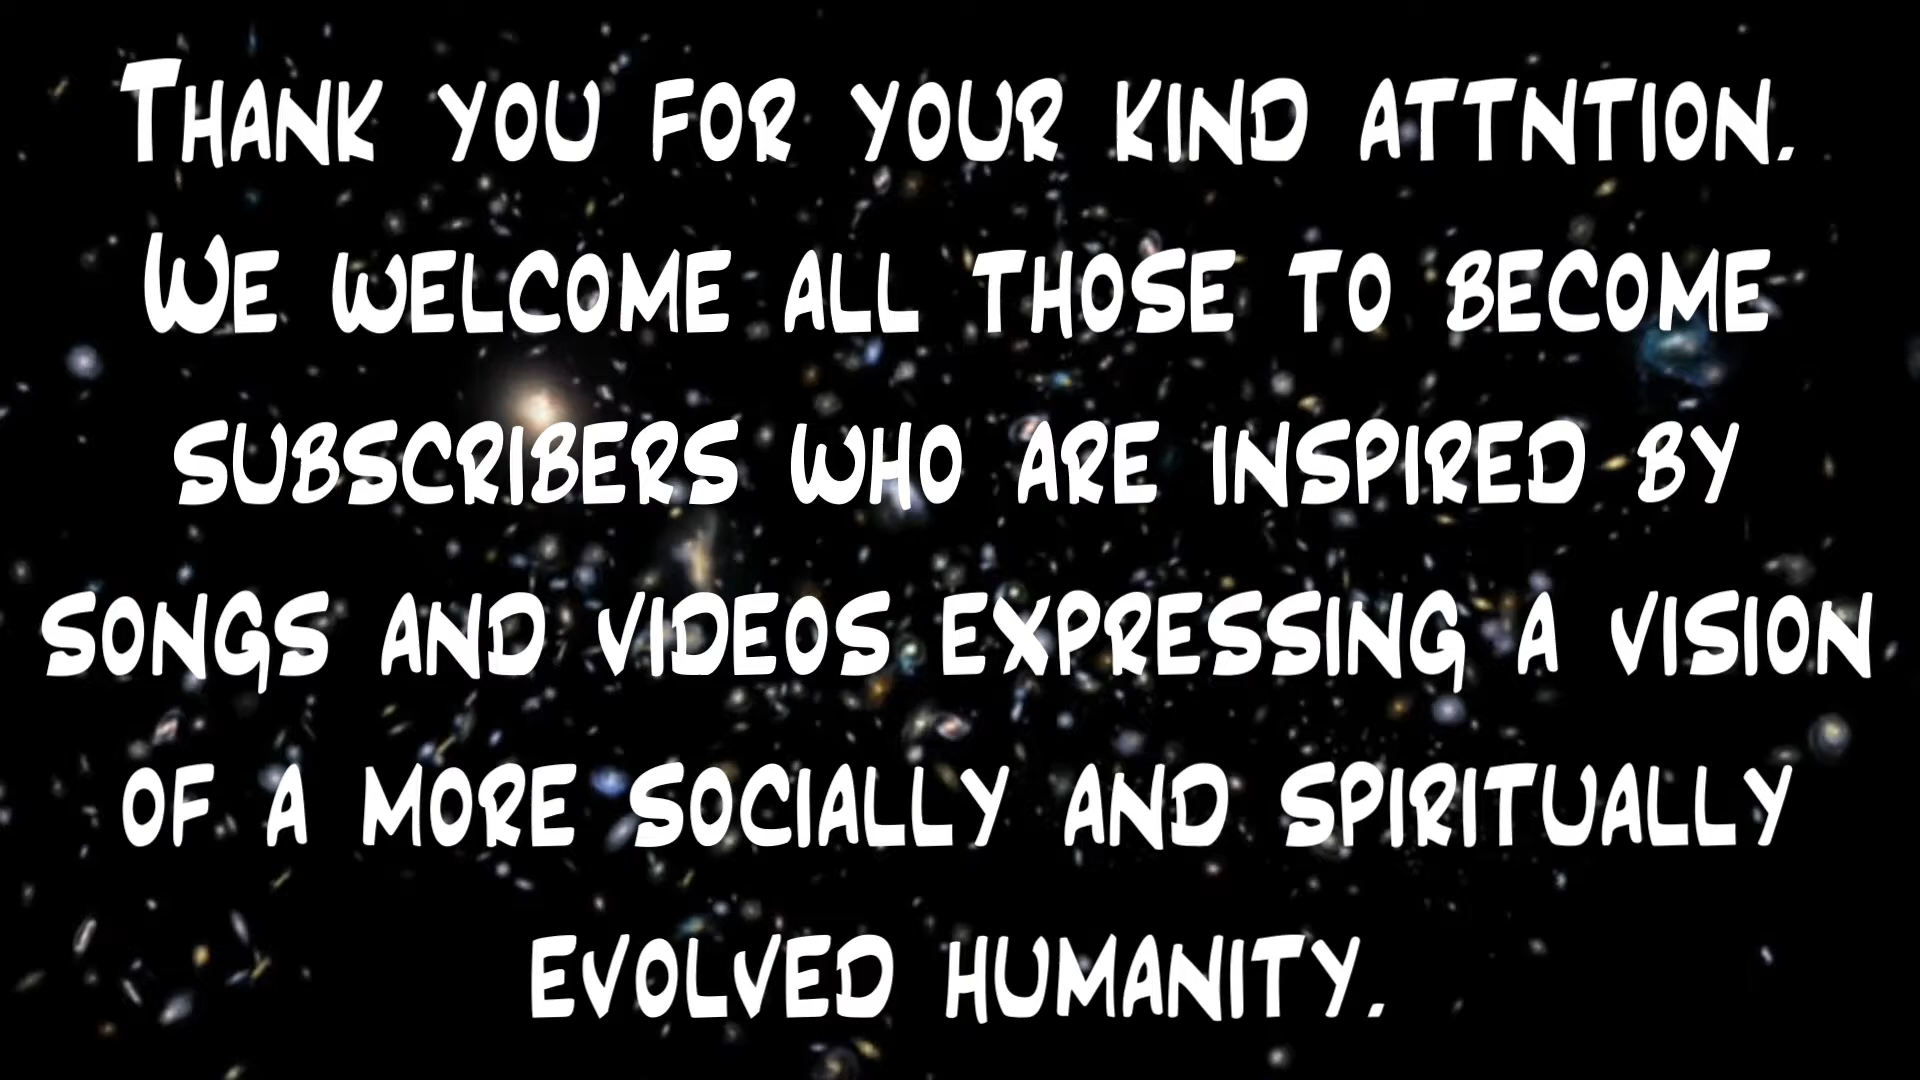 Thank you for your kind attntion.
We welcome all those to become
subscribers who are inspired by
songs and videos expressing a vision
of a more socially and spiritually
evolved humanity.